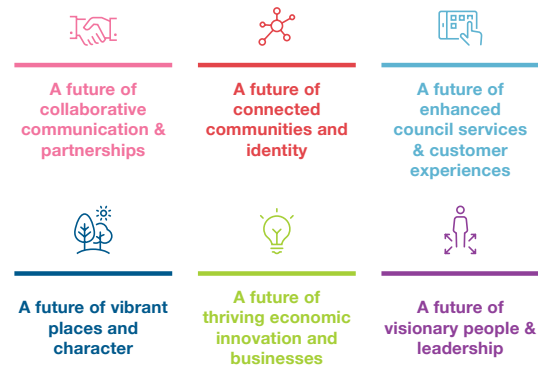 A future of
collaborative
communication &
partnerships
A future of
connected
communities and
identity
A future of
enhanced
council services
& customer
experiences
A future of vibrant
places and
character
A future of
thriving economic
innovation and
businesses
A future of
visionary people &
leadership